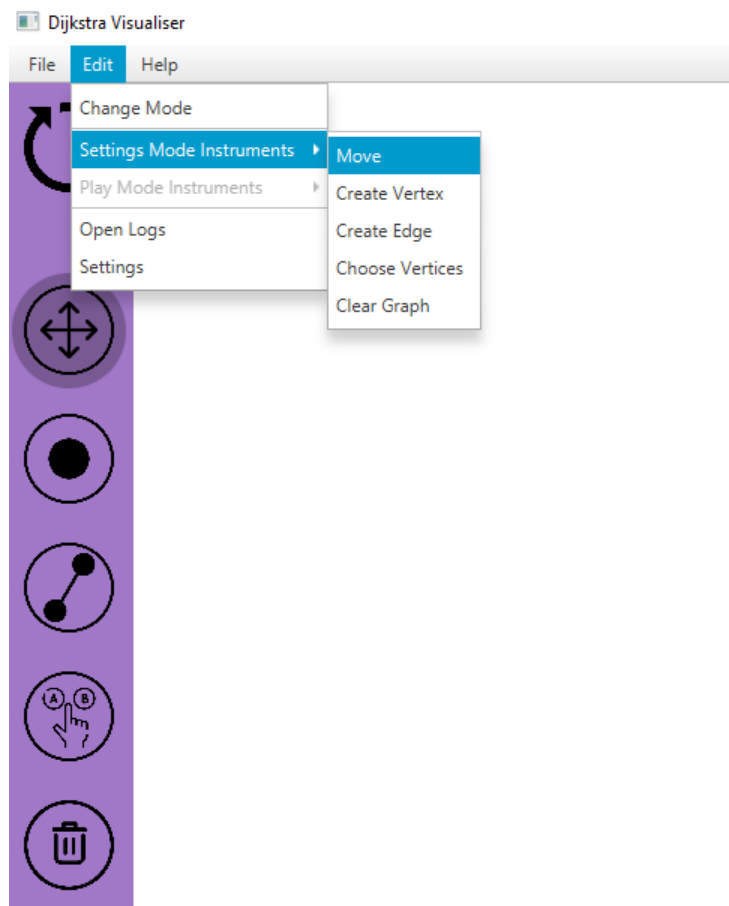 Dijkstra Visualiser
File Edit Help
Change Mode
Settings Mode Instruments
Play Mode Instruments
Open Logs
Settings
Move
Create Vertex
Create Edge
Choose Vertices
Clear Graph
A B